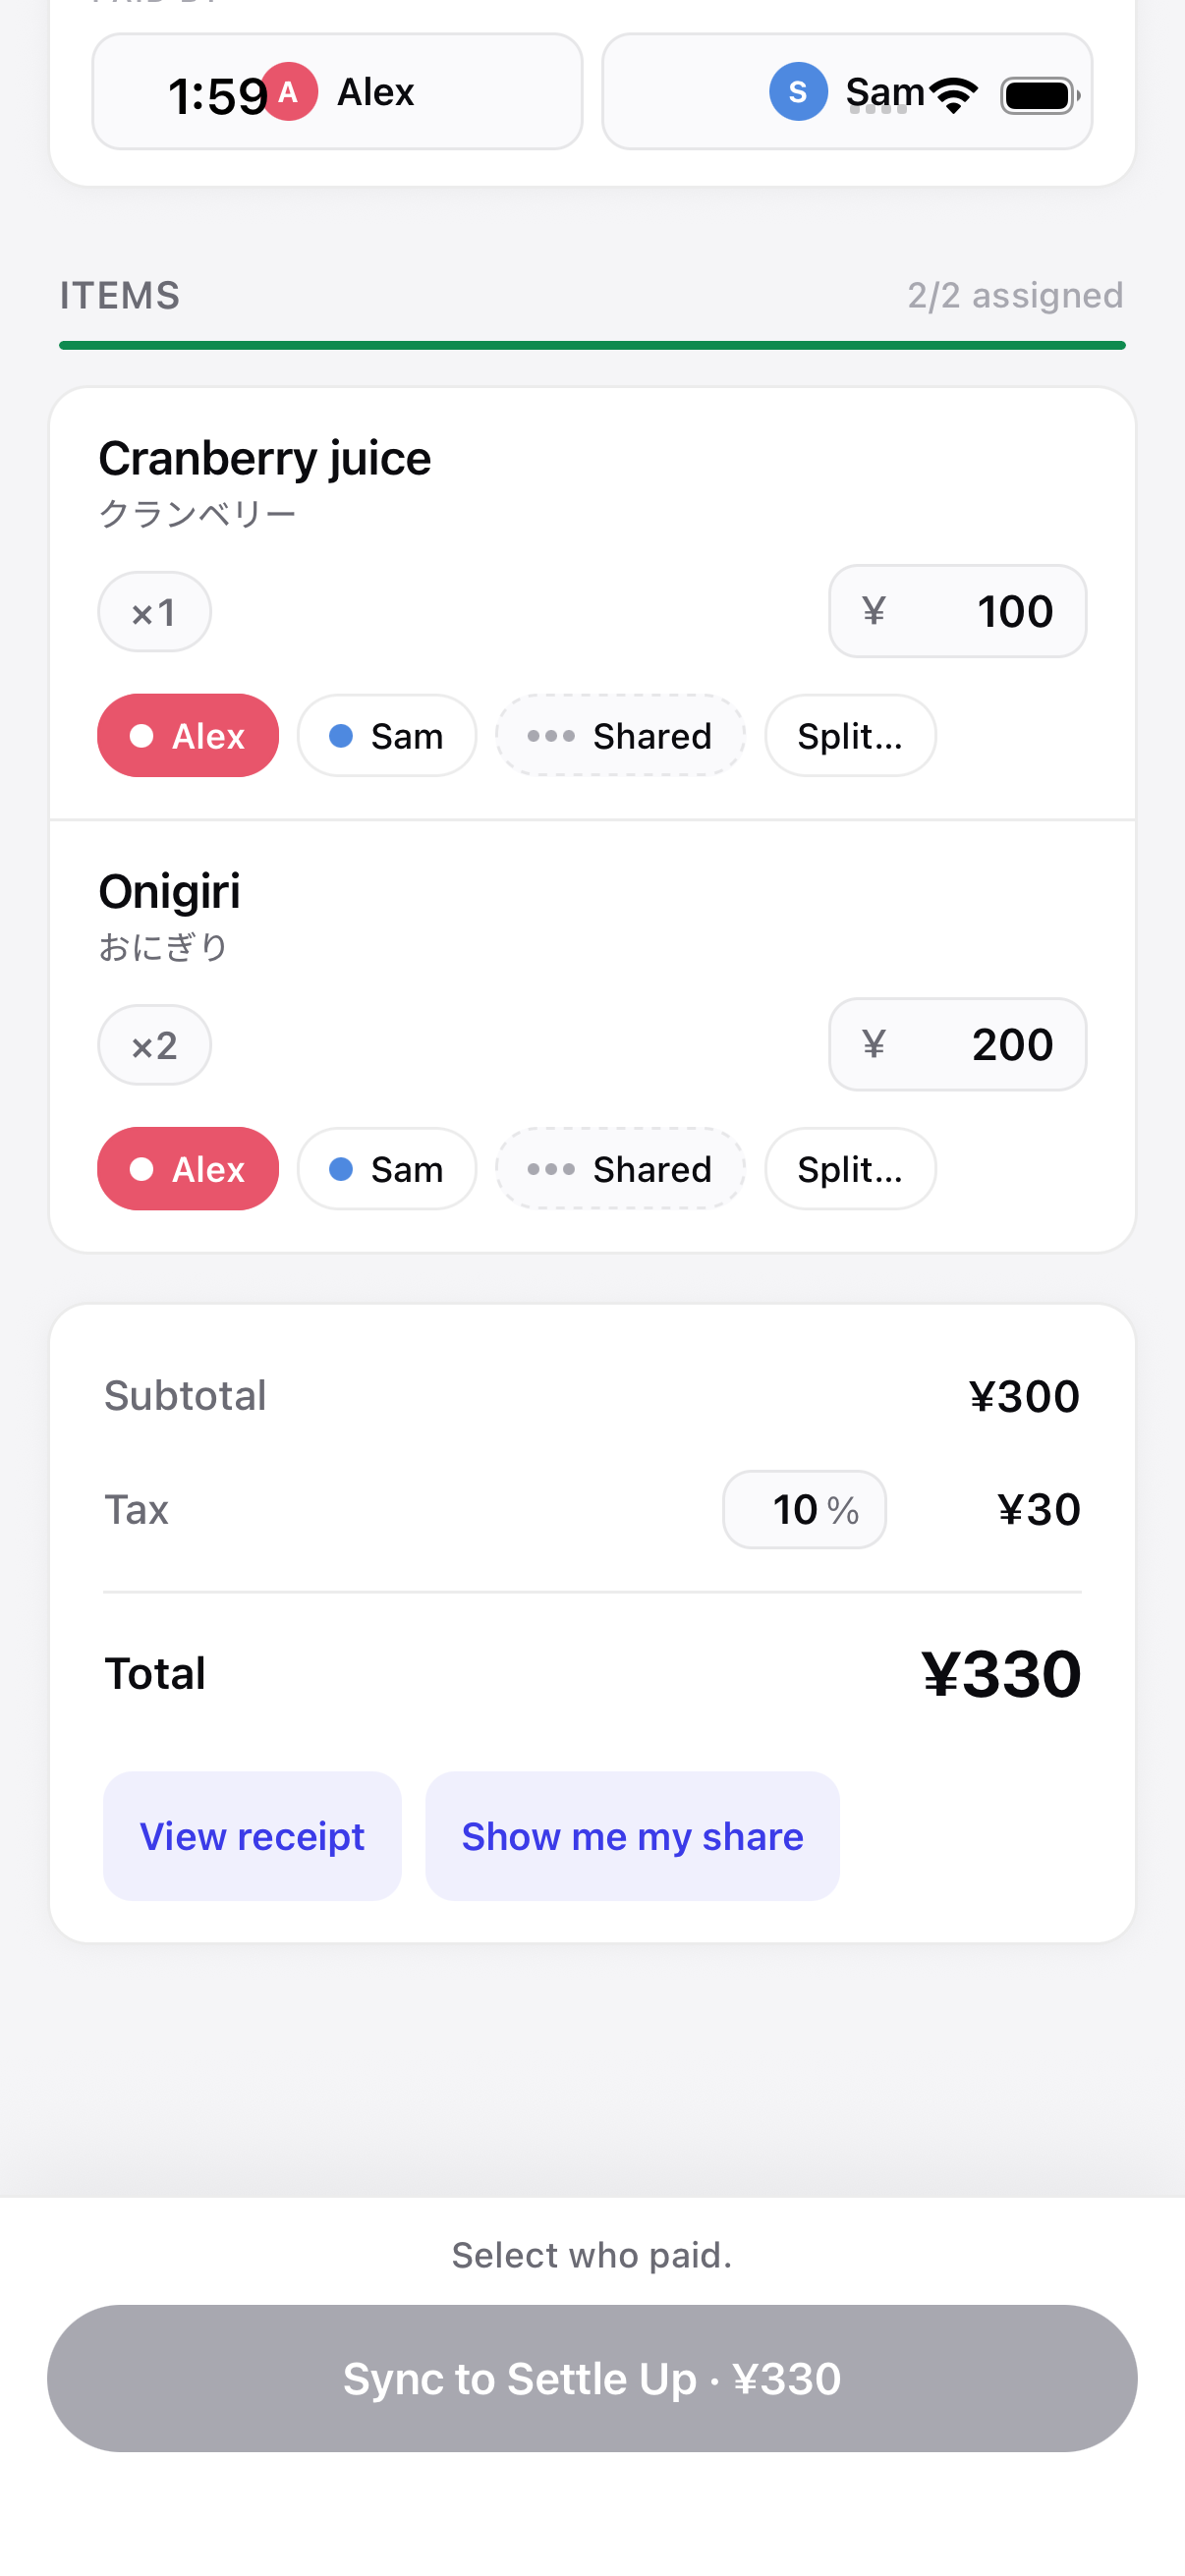 1:59
A Alex
S Sam
ITEMS
2/2 assigned
Cranberry juice
クランベリー
×1
¥ 100
Alex
Sam
Shared
Split...
Onigiri
おにぎり
×2
¥ 200
Alex
Sam
Shared
Split...
Subtotal
¥300
Tax
10 %
¥30
Total
¥330
View receipt
Show me my share
Select who paid.
Sync to Settle Up · ¥330